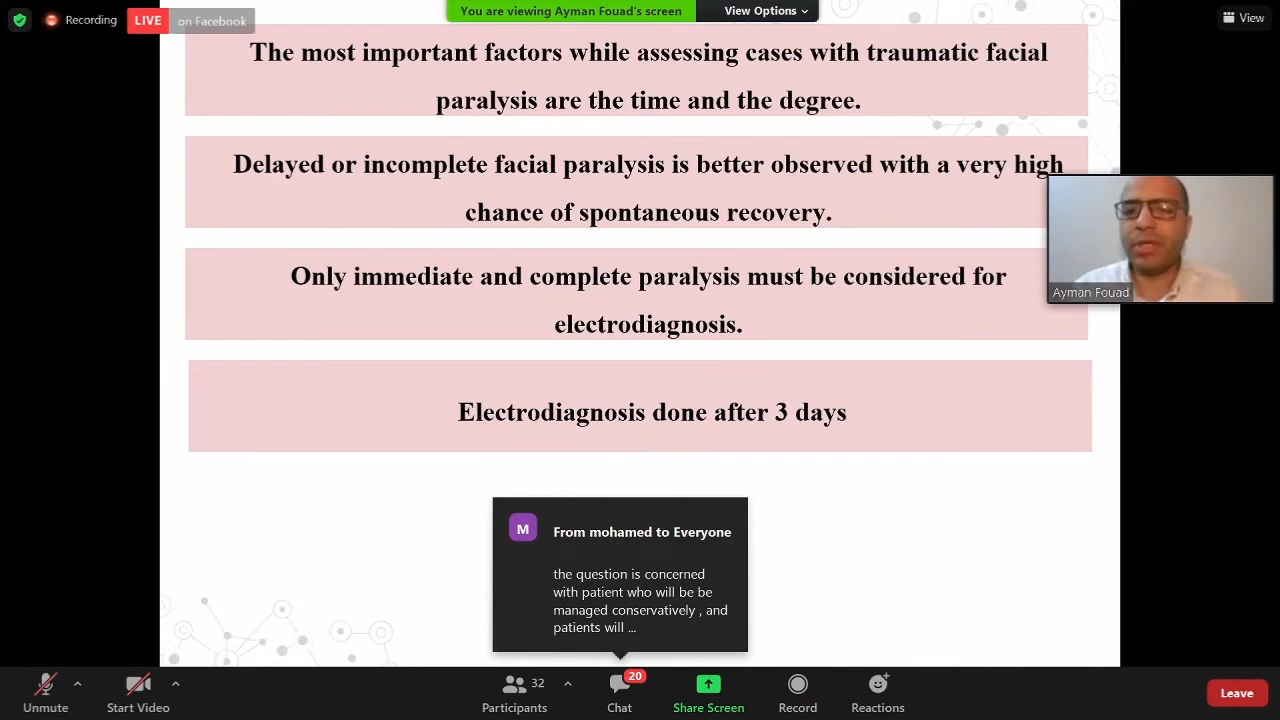 Recording
LIVE on Facebook
You are viewing Ayman Fouad's screen
View Options
View
The most important factors while assessing cases with traumatic facial
paralysis are the time and the degree.
Delayed or incomplete facial paralysis is better observed with a very high
chance of spontaneous recovery.
Only immediate and complete paralysis must be considered for
electrodiagnosis.
Electrodiagnosis done after 3 days
Ayman Fouad
M
From mohamed to Everyone
the question is concerned
with patient who will be be
managed conservatively , and
patients will ...
Unmute
Start Video
32
Participants
20
Chat
Share Screen
Record
Reactions
Leave